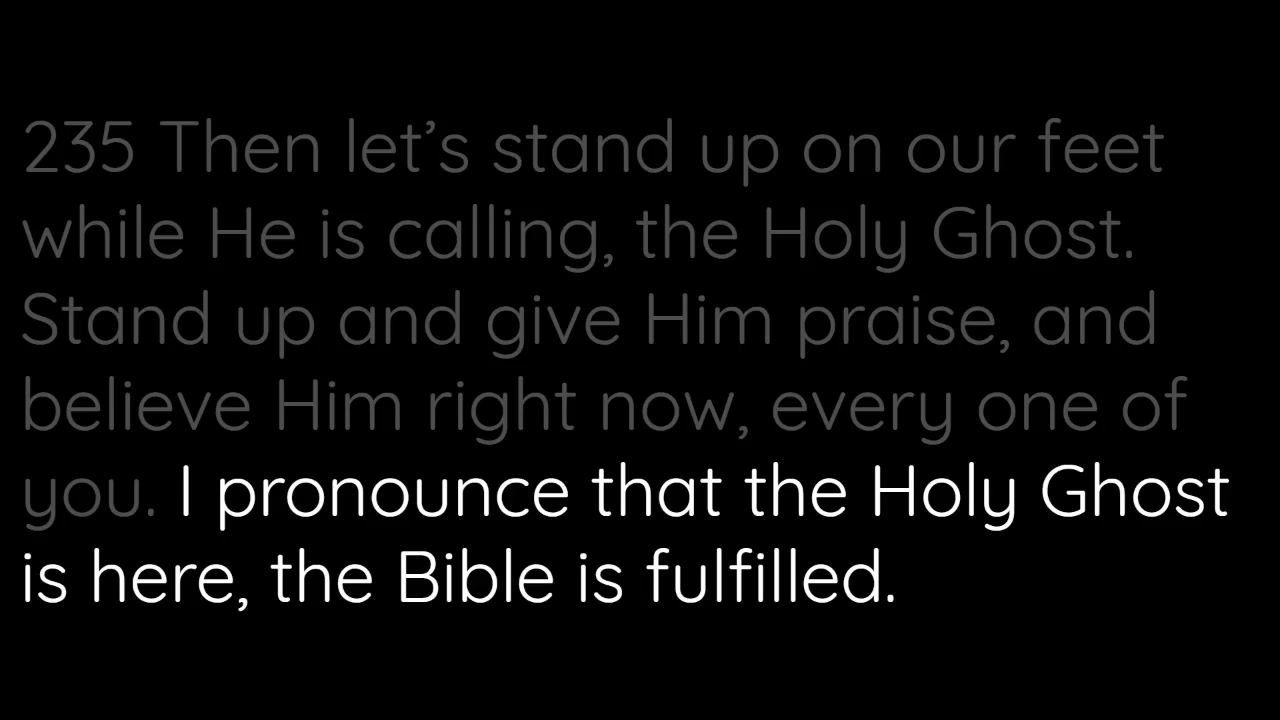 235 Then let’s stand up on our feet
while He is calling, the Holy Ghost.
Stand up and give Him praise, and
believe Him right now, every one of
you. I pronounce that the Holy Ghost
is here, the Bible is fulfilled.